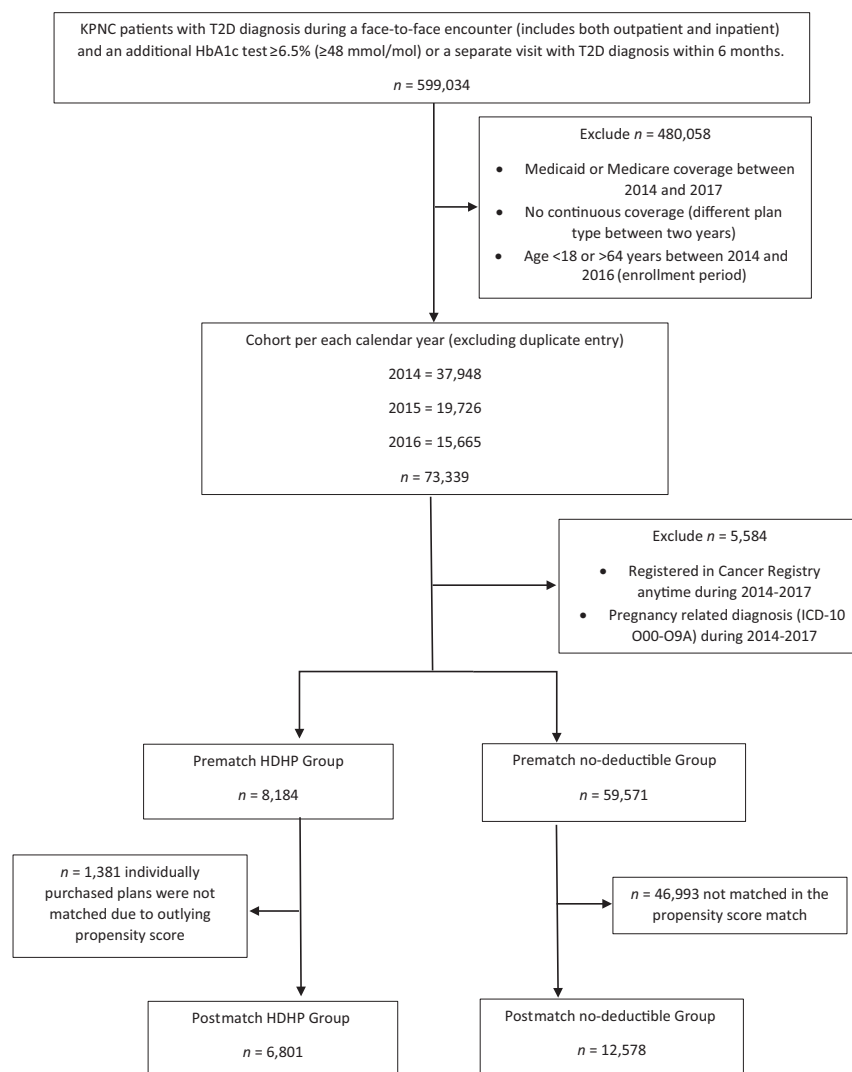 KPNC patients with T2D diagnosis during a face-to-face encounter (includes both outpatient and inpatient)
and an additional HbA1c test ≥6.5% (≥48 mmol/mol) or a separate visit with T2D diagnosis within 6 months.
n = 599,034
Exclude n = 480,058
• Medicaid or Medicare coverage between
2014 and 2017
• No continuous coverage (different plan
type between two years)
• Age <18 or >64 years between 2014 and
2016 (enrollment period)
Cohort per each calendar year (excluding duplicate entry)
2014 = 37,948
2015 = 19,726
2016 = 15,665
n = 73,339
Exclude n = 5,584
• Registered in Cancer Registry
anytime during 2014-2017
• Pregnancy related diagnosis (ICD-10
O00-O9A) during 2014-2017
Prematch HDHP Group
n = 8,184
Prematch no-deductible Group
n = 59,571
n = 1,381 individually
purchased plans were not
matched due to outlying
propensity score
n = 46,993 not matched in the
propensity score match
Postmatch HDHP Group
n = 6,801
Postmatch no-deductible Group
n = 12,578